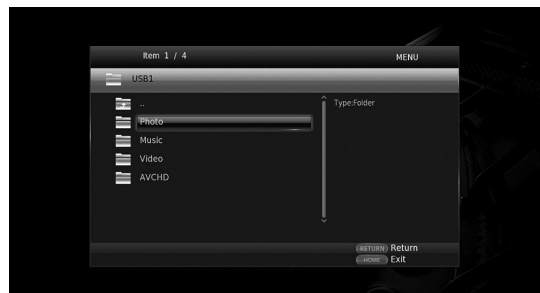 Item 1 / 4 MENU
USB1
..
Photo
Music
Video
AVCHD
Type:Folder
RETURN Return
HOME Exit